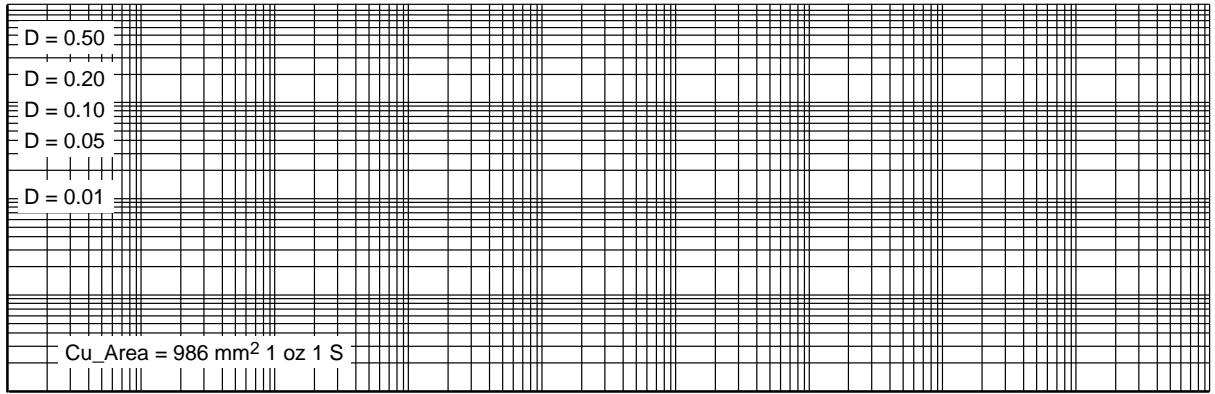 D = 0.50
D = 0.20
D = 0.10
D = 0.05
D = 0.01
Cu_Area = 986 mm² 1 oz 1 S